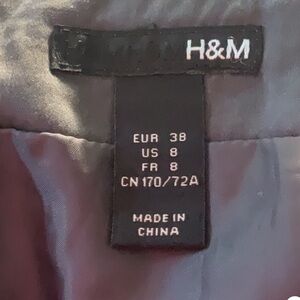 H&M
EUR 38
US 8
FR 8
CN 170/72A
MADE IN
CHINA